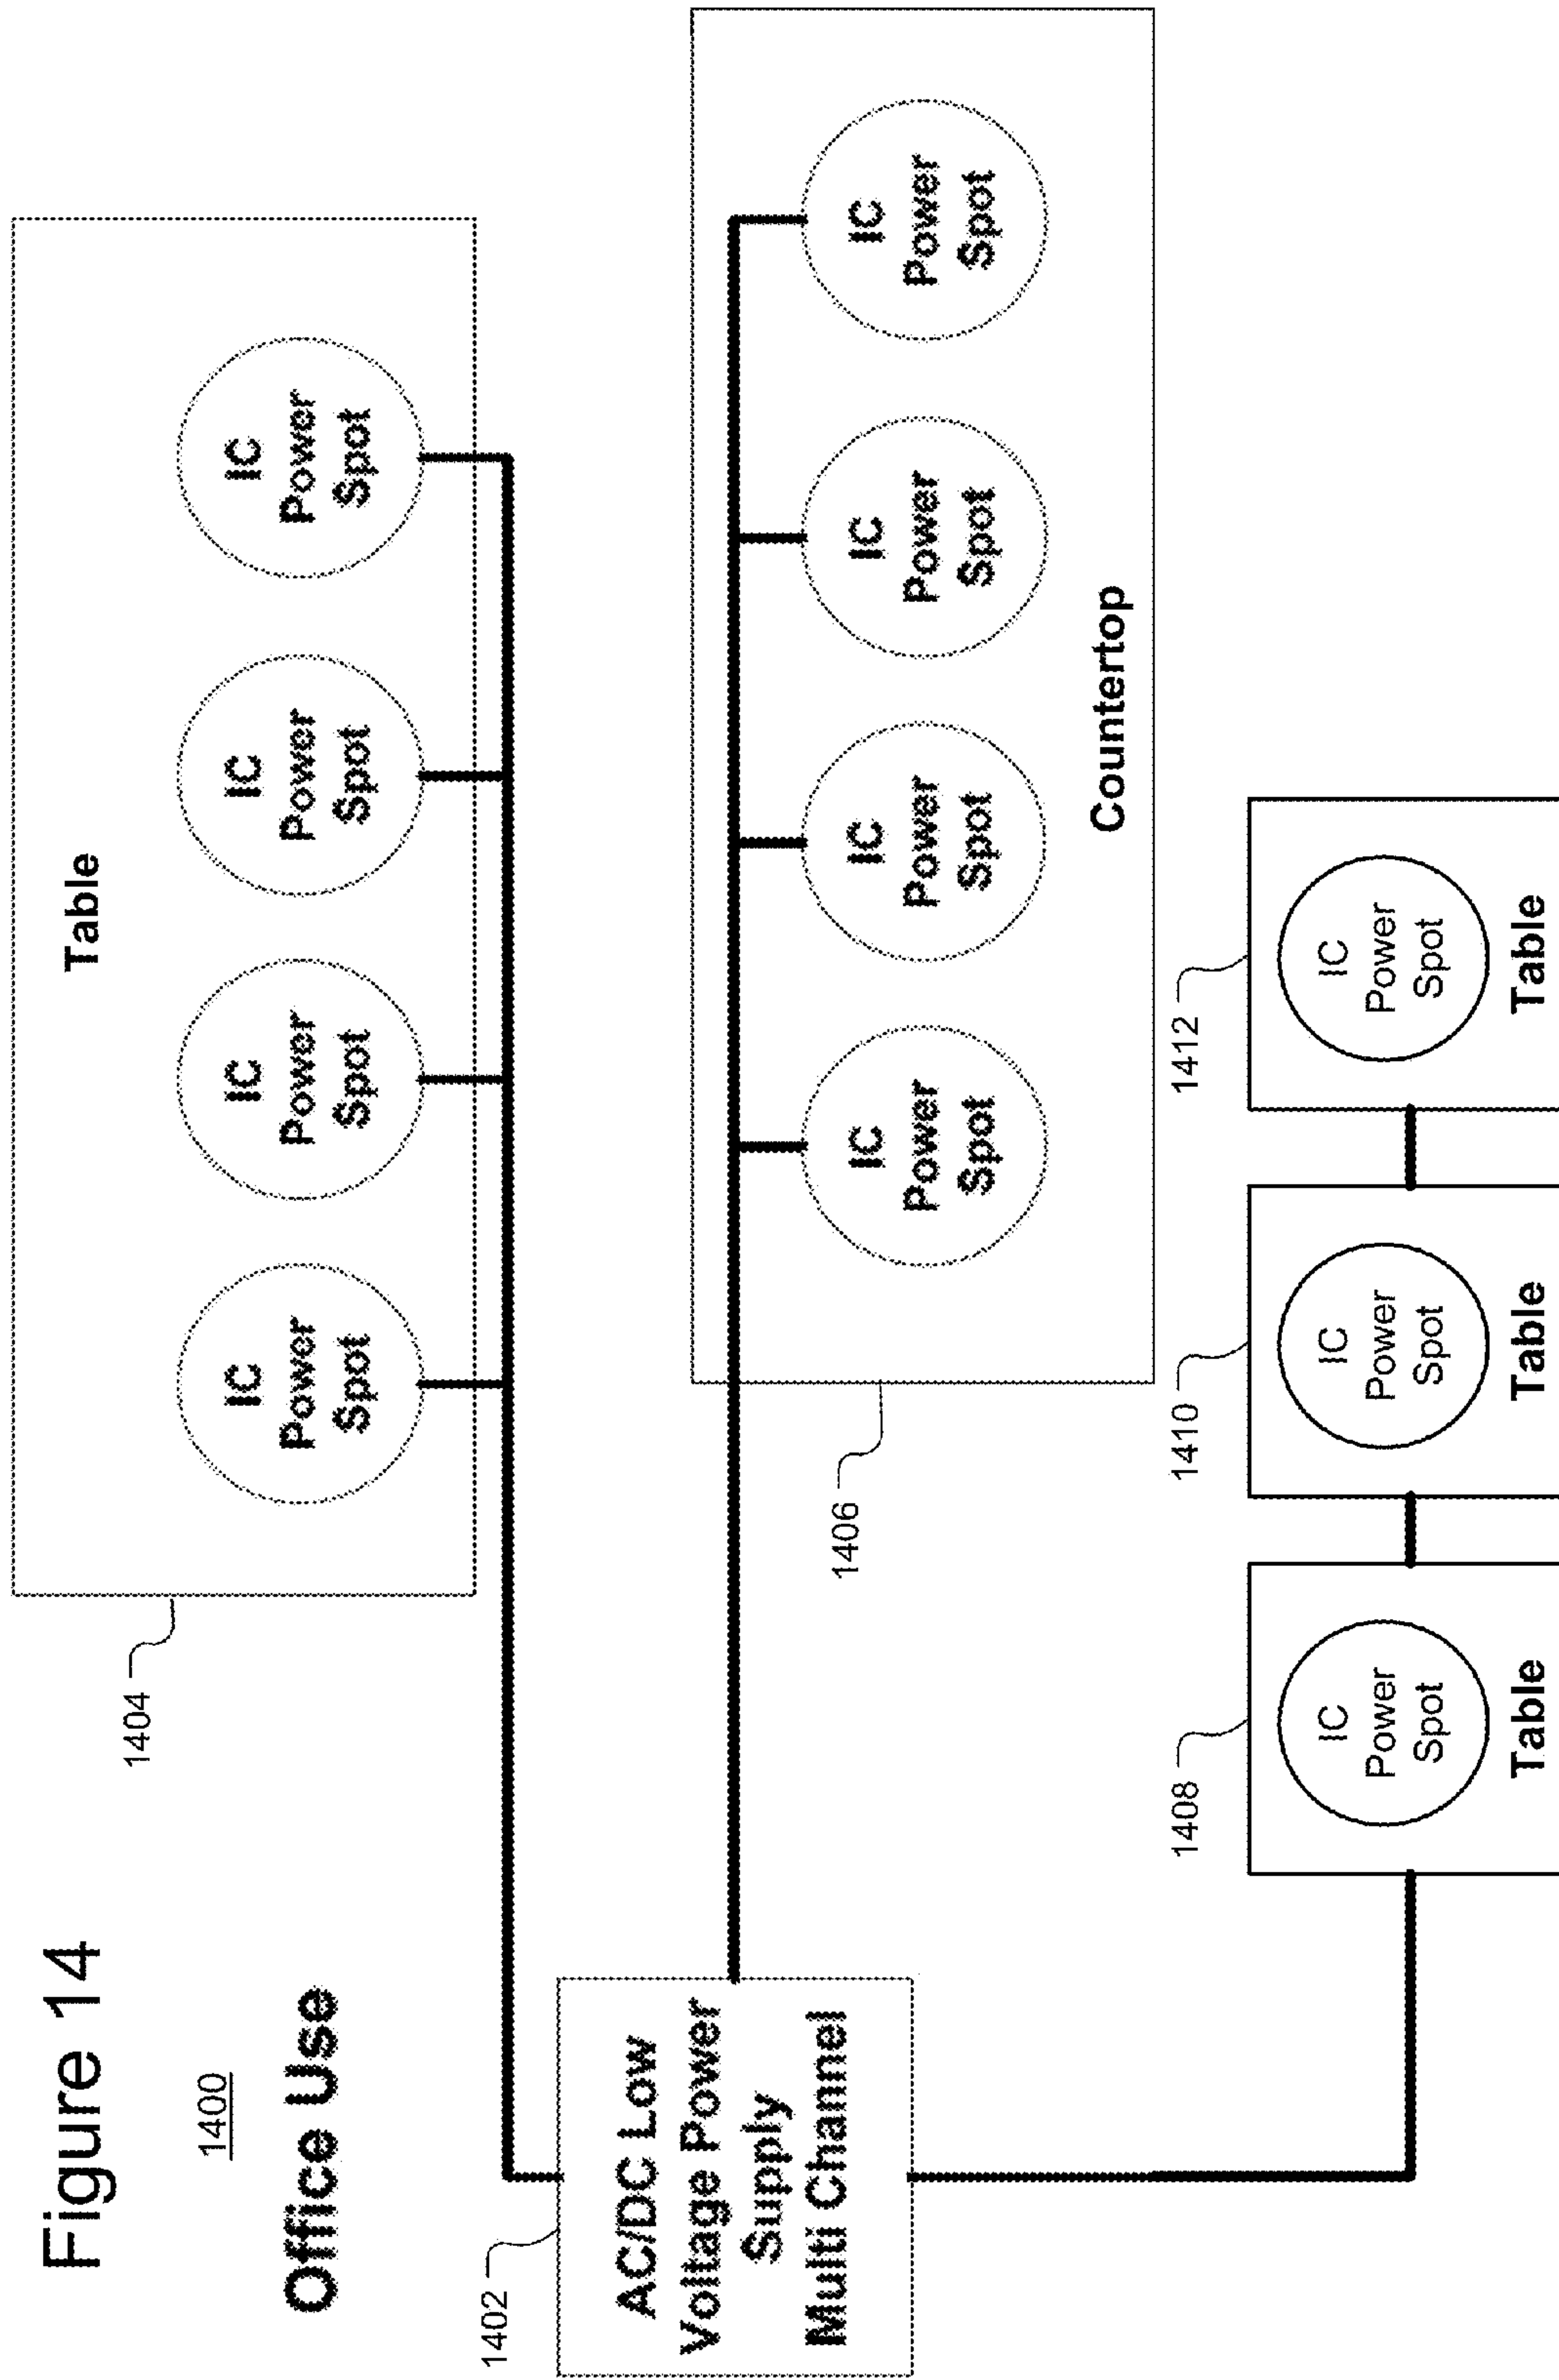 Figure 14
1400
Office Use
1404
Table
IC
Power
Spot
IC
Power
Spot
IC
Power
Spot
IC
Power
Spot
1402
AC/DC Low
Voltage Power
Supply
Multi Channel
1406
IC
Power
Spot
IC
Power
Spot
IC
Power
Spot
IC
Power
Spot
Countertop
1408
IC
Power
Spot
Table
1410
IC
Power
Spot
Table
1412
IC
Power
Spot
Table